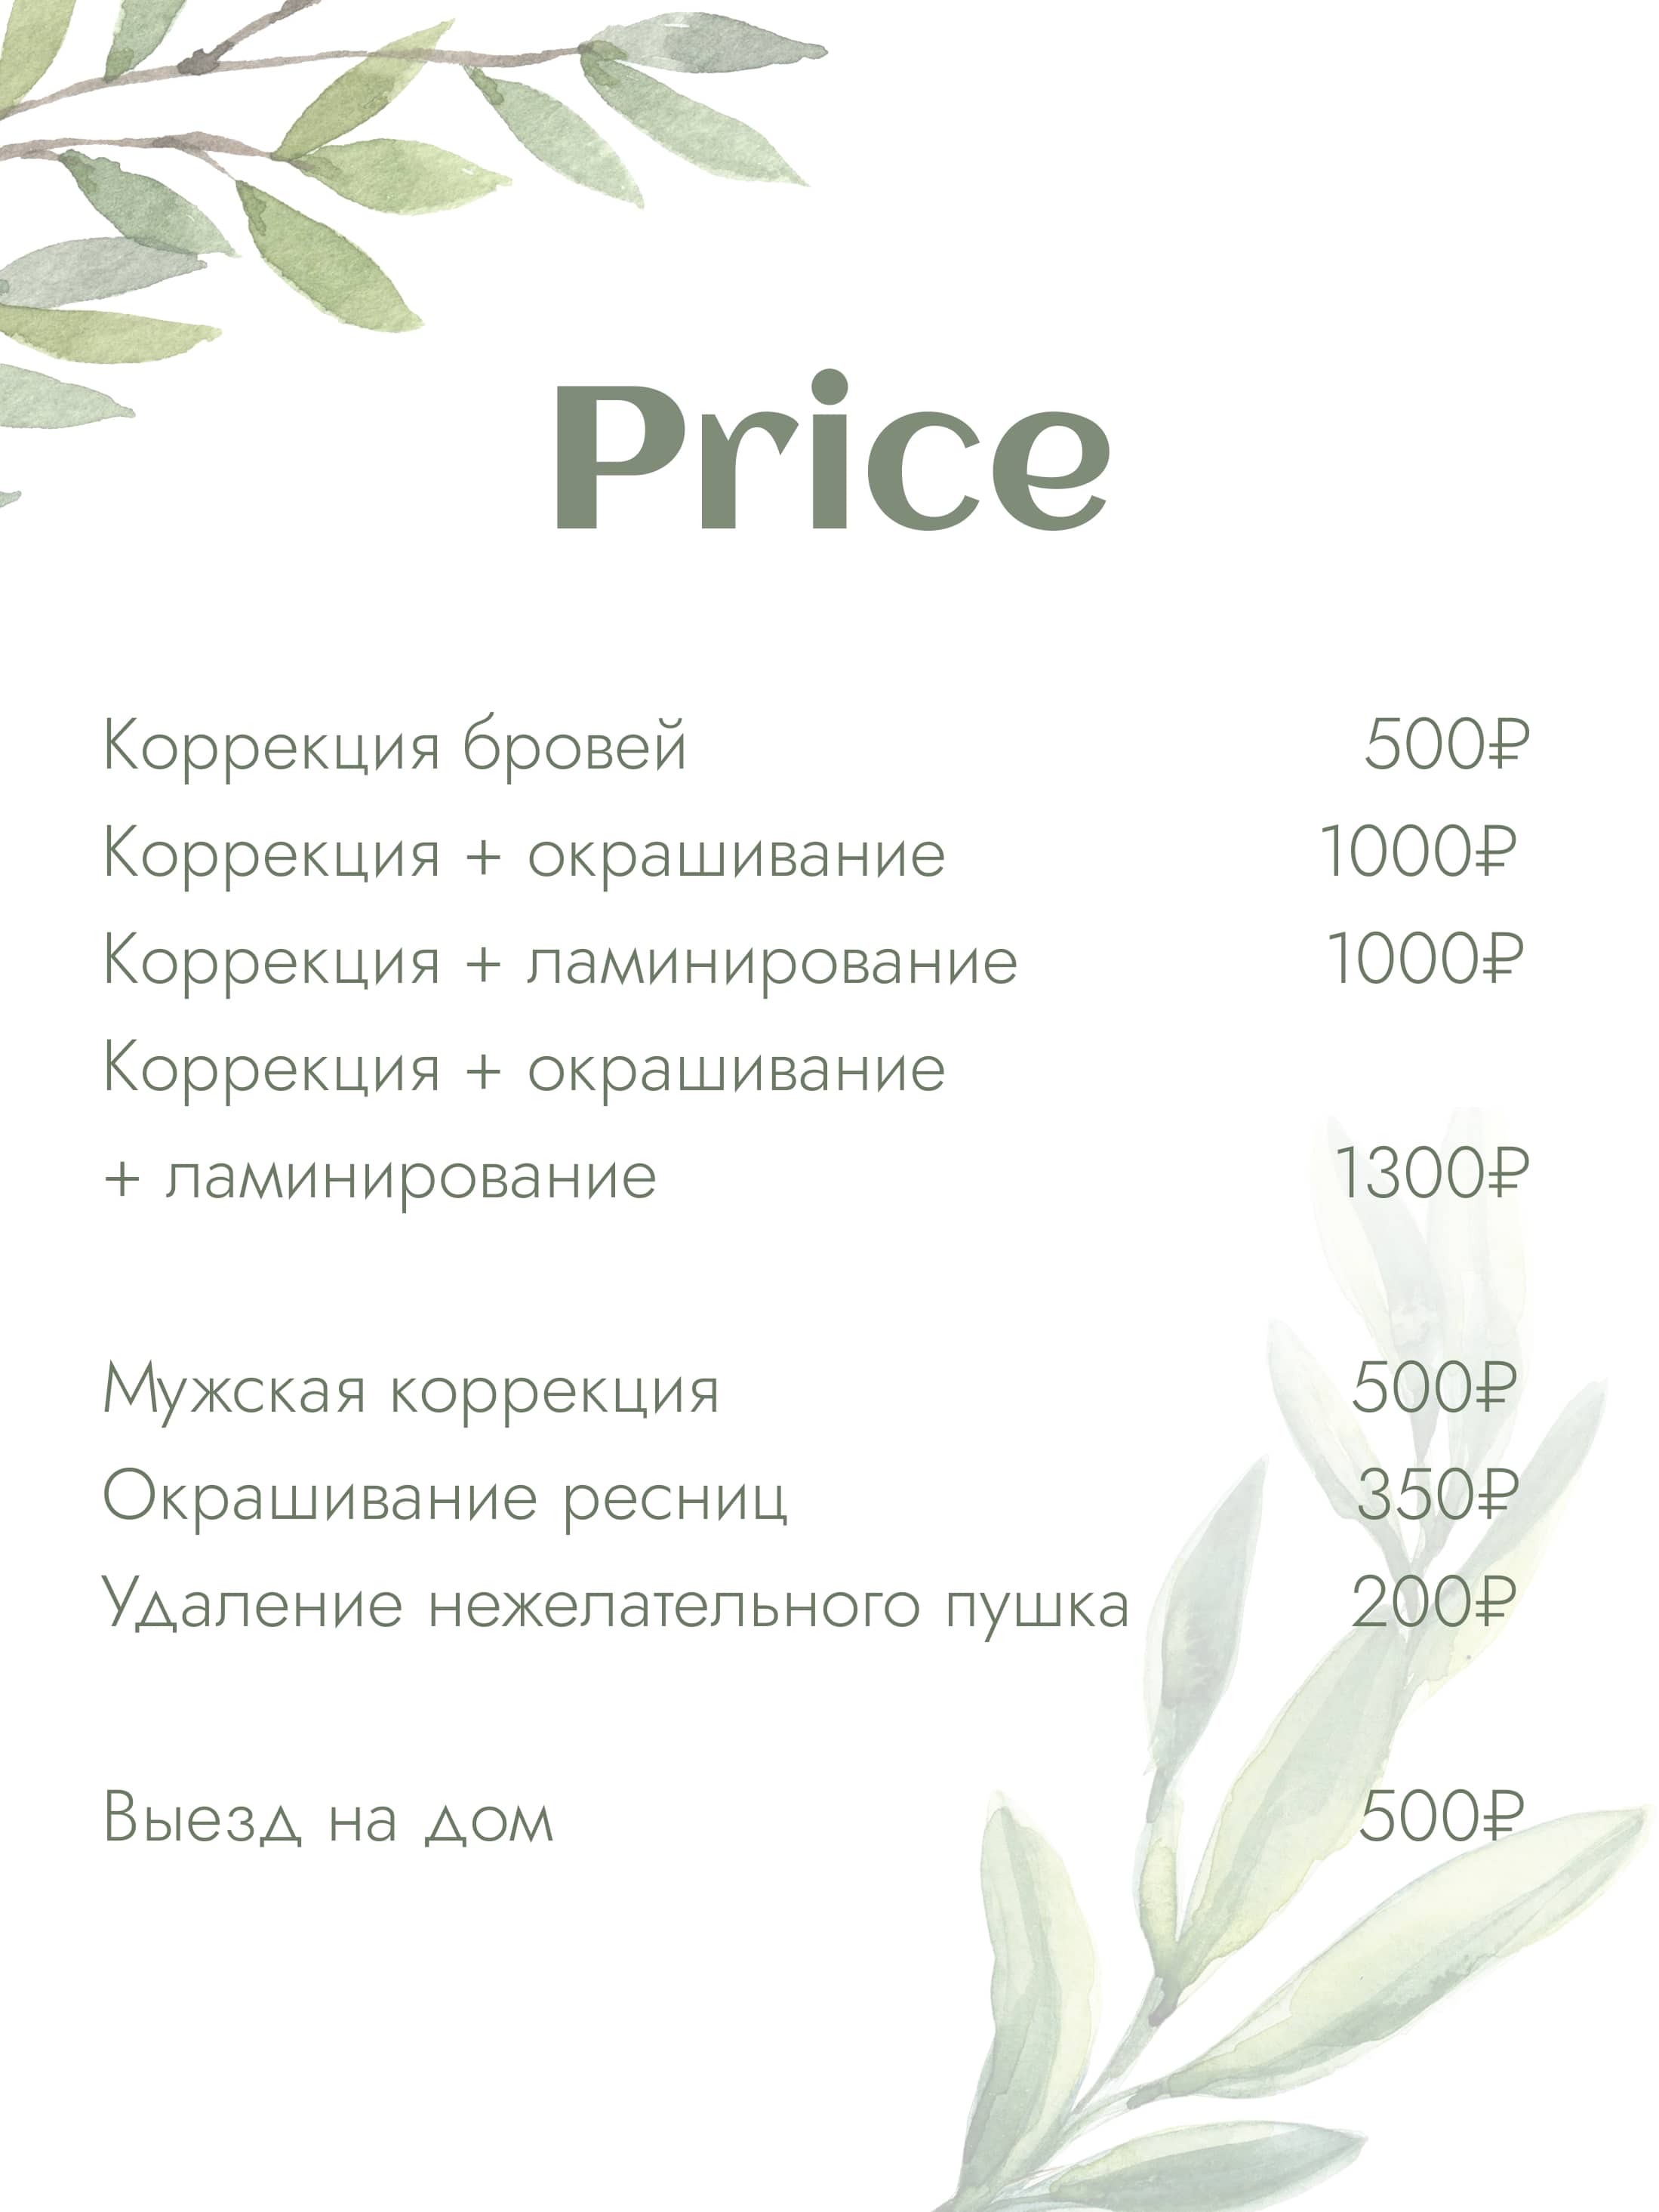 Price
Коррекция бровей 500₽
Коррекция + окрашивание 1000₽
Коррекция + ламинирование 1000₽
Коррекция + окрашивание
+ ламинирование 1300₽
Мужская коррекция 500₽
Окрашивание ресниц 350₽
Удаление нежелательного пушка 200₽
Выезд на дом 500₽